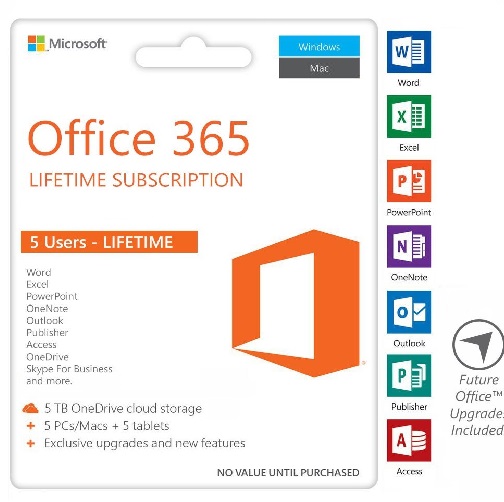 Microsoft
Windows
Mac
Office 365
LIFETIME SUBSCRIPTION
5 Users - LIFETIME
Word
Excel
PowerPoint
OneNote
Outlook
Publisher
Access
OneDrive
Skype For Business
and more.
5 TB OneDrive cloud storage
+ 5 PCs/Macs + 5 tablets
+ Exclusive upgrades and new features
NO VALUE UNTIL PURCHASED
W
Word
X
Excel
P
PowerPoint
N
OneNote
O
Outlook
P
Publisher
A
Access
Future
Office™
Upgrade
Included